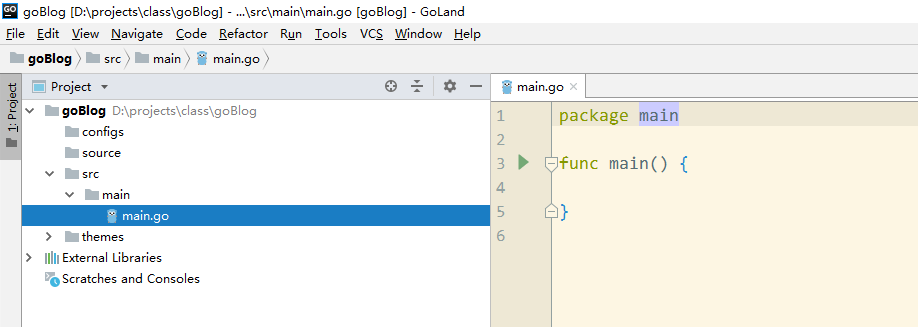 GO goBlog [D:\projects\class\goBlog] - ...\src\main\main.go [goBlog] - GoLand
File Edit View Navigate Code Refactor Run Tools VCS Window Help
goBlog src main main.go
1: Project
Project
goBlog D:\projects\class\goBlog
configs
source
src
main
main.go
themes
External Libraries
Scratches and Consoles
main.go
1 package main
2
3 func main() {
4
5 }
6